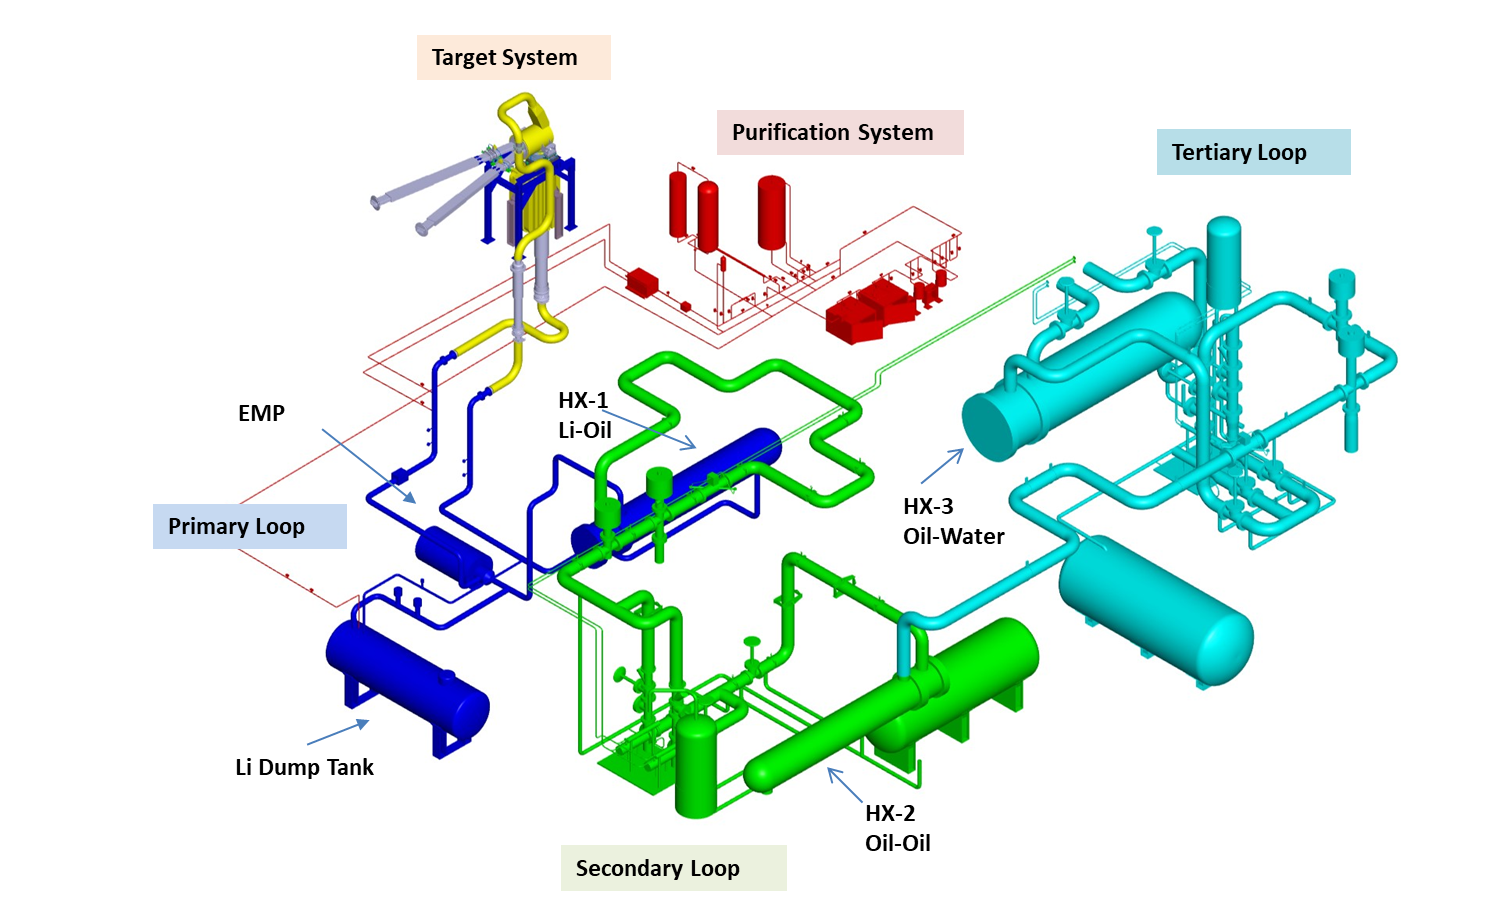 Target System
Purification System
Tertiary Loop
HX-1
Li-Oil
EMP
HX-3
Oil-Water
Primary Loop
Li Dump Tank
HX-2
Oil-Oil
Secondary Loop